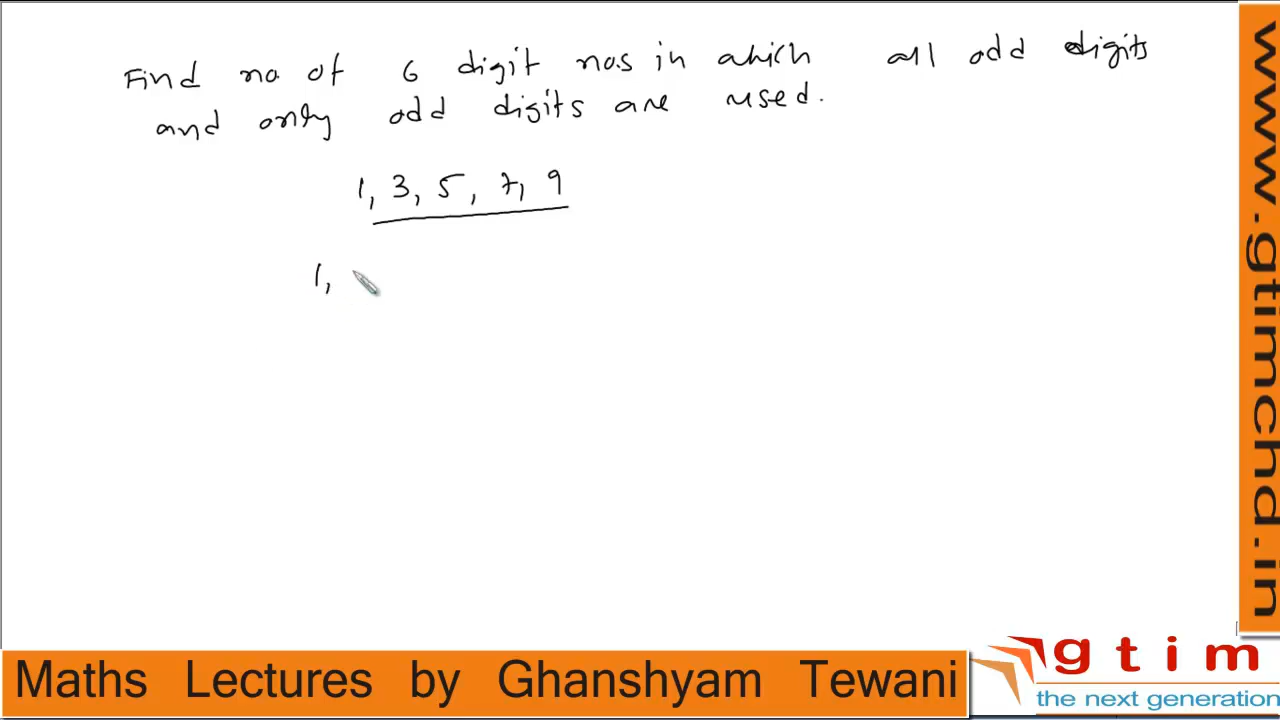 Find no of 6 digit nos in which all odd digits
and only odd digits are used.
1, 3, 5, 7, 9
1,
www.gtimchd.in
Maths Lectures by Ghanshyam Tewani
gtim
the next generation